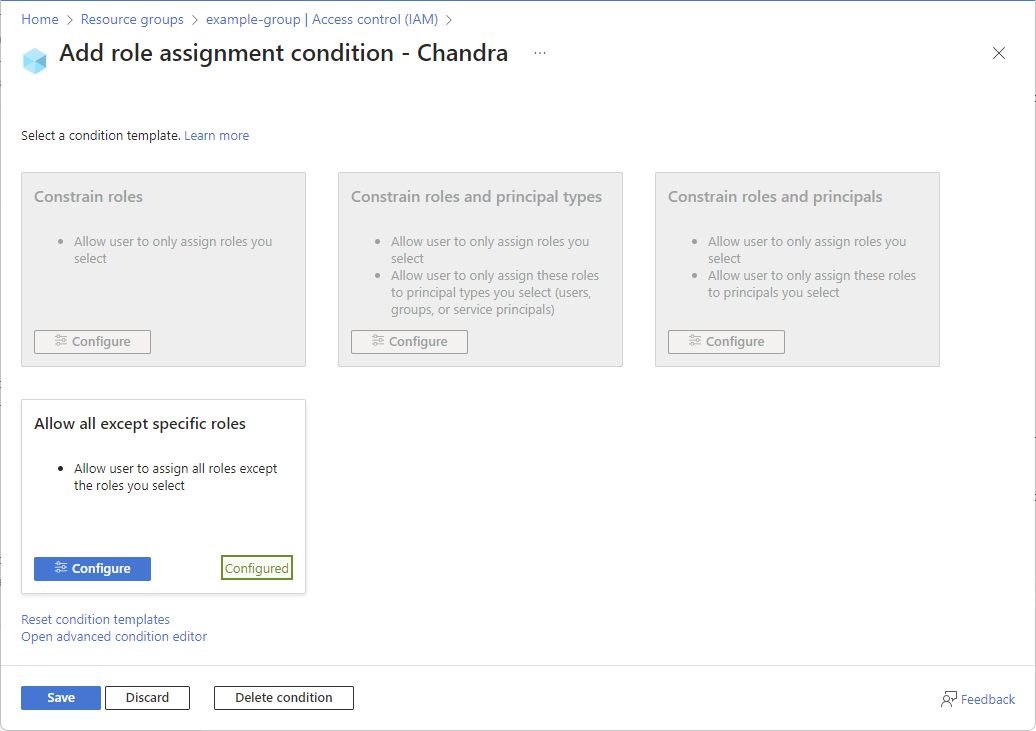 Home > Resource groups > example-group | Access control (IAM) >
Add role assignment condition - Chandra ...
Select a condition template. Learn more
Constrain roles
• Allow user to only assign roles you
select
Configure
Constrain roles and principal types
• Allow user to only assign roles you
select
• Allow user to only assign these roles
to principal types you select (users,
groups, or service principals)
Configure
Constrain roles and principals
• Allow user to only assign roles you
select
• Allow user to only assign these roles
to principals you select
Configure
Allow all except specific roles
• Allow user to assign all roles except
the roles you select
Configure
Configured
Reset condition templates
Open advanced condition editor
Save
Discard
Delete condition
Feedback